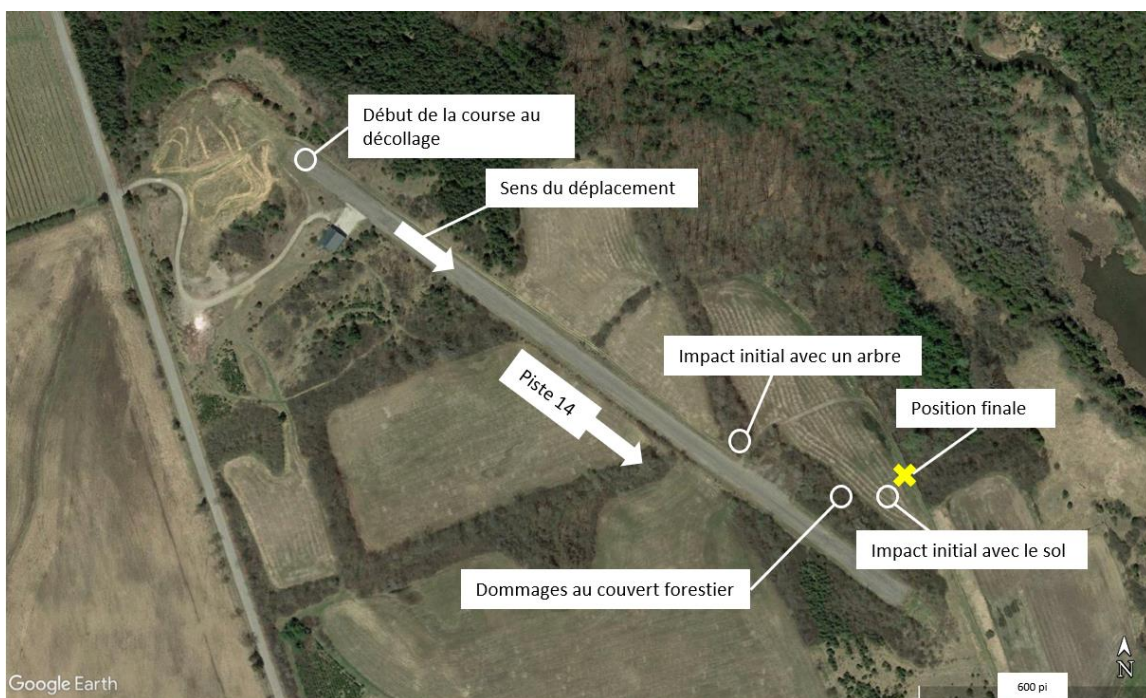 Début de la course au
décollage
Sens du déplacement
Piste 14
Impact initial avec un arbre
Position finale
Impact initial avec le sol
Dommages au couvert forestier
N
Google Earth
600 pi